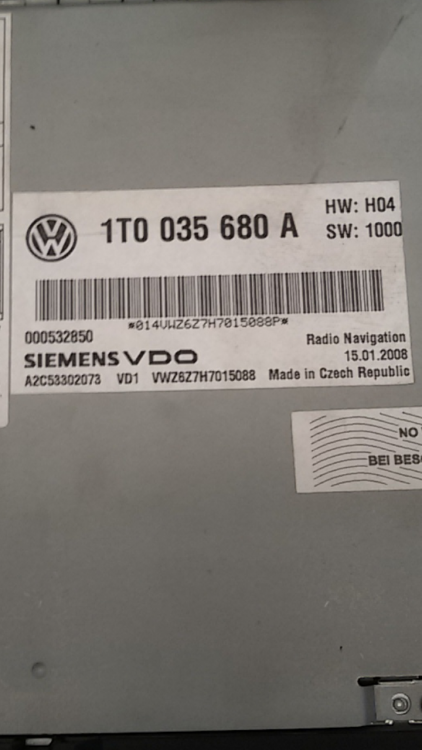 1T0 035 680 A
HW: H04
SW: 1000
*014VWZ6Z7H7015088P*
000532850
Radio Navigation
SIEMENS VDO
15.01.2008
A2C53302073 VD1 VWZ6Z7H7015088 Made in Czech Republic
NO
BEI BES